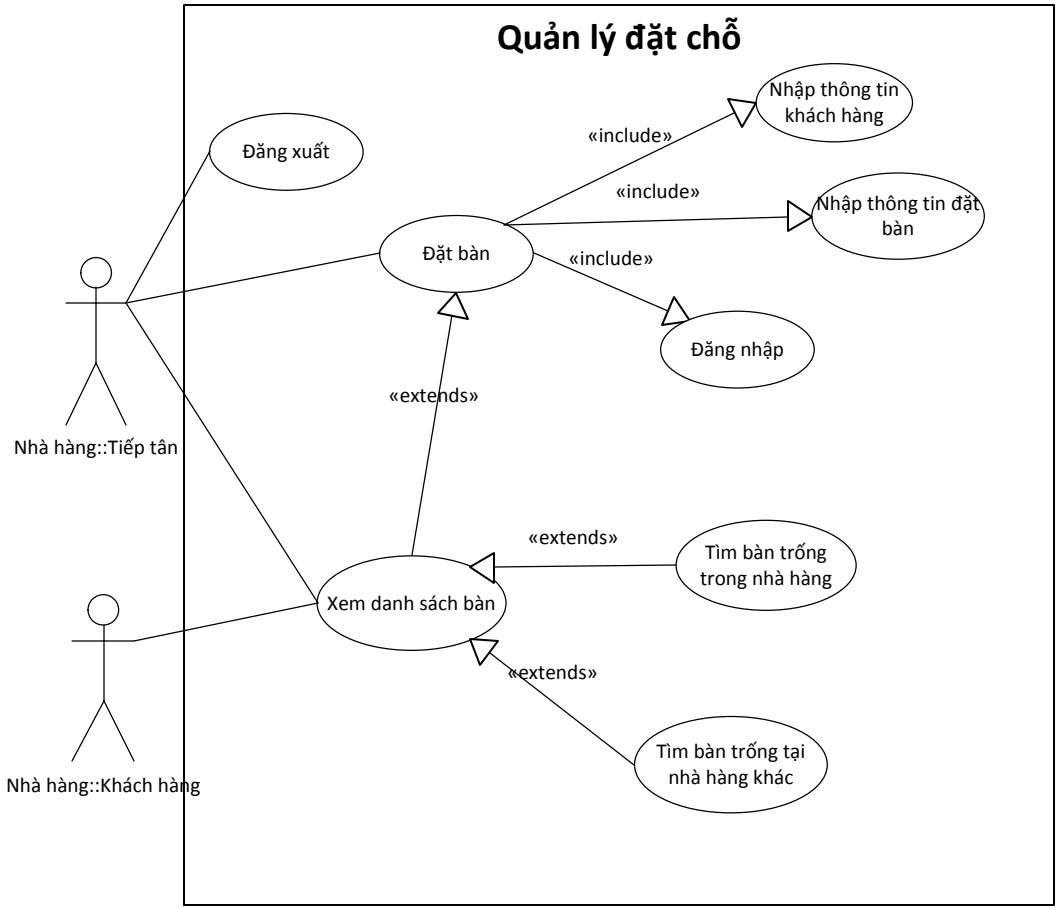 Quản lý đặt chỗ
Nhập thông tin
khách hàng
«include»
Đăng xuất
«include»
Nhập thông tin đặt
bàn
Đặt bàn
«include»
Đăng nhập
«extends»
Nhà hàng::Tiếp tân
«extends»
Tìm bàn trống
trong nhà hàng
Xem danh sách bàn
«extends»
Tìm bàn trống tại
nhà hàng khác
Nhà hàng::Khách hàng